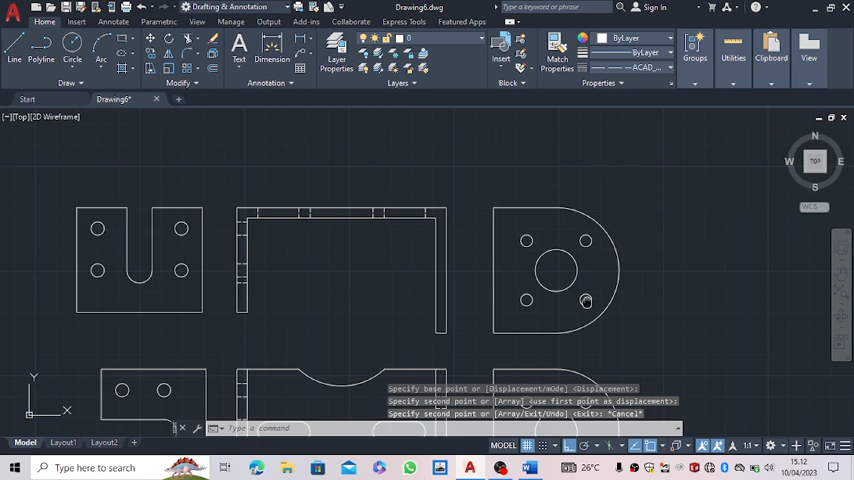 Drafting & Annotation
Drawing6.dwg
Type a keyword or phrase
Sign In
Home
Insert
Annotate
Parametric
View
Manage
Output
Add-ins
Collaborate
Express Tools
Featured Apps
Line
Polyline
Circle
Arc
Text
Dimension
Layer
Properties
0
Insert
Match
Properties
ByLayer
ByLayer
ACAD_...
Groups
Utilities
Clipboard
View
Draw
Modify
Annotation
Layers
Block
Properties
Start
Drawing6*
[−][Top][2D Wireframe]
N
W
TOP
E
S
WCS
Y
X
Specify base point or [Displacement/mOde] <Displacement>:
Specify second point or [Array] <use first point as displacement>:
Specify second point or [Array/Exit/Undo] <Exit>: *Cancel*
Type a command
Model
Layout1
Layout2
MODEL
1:1
Type here to search
26°C
15.12
10/04/2023